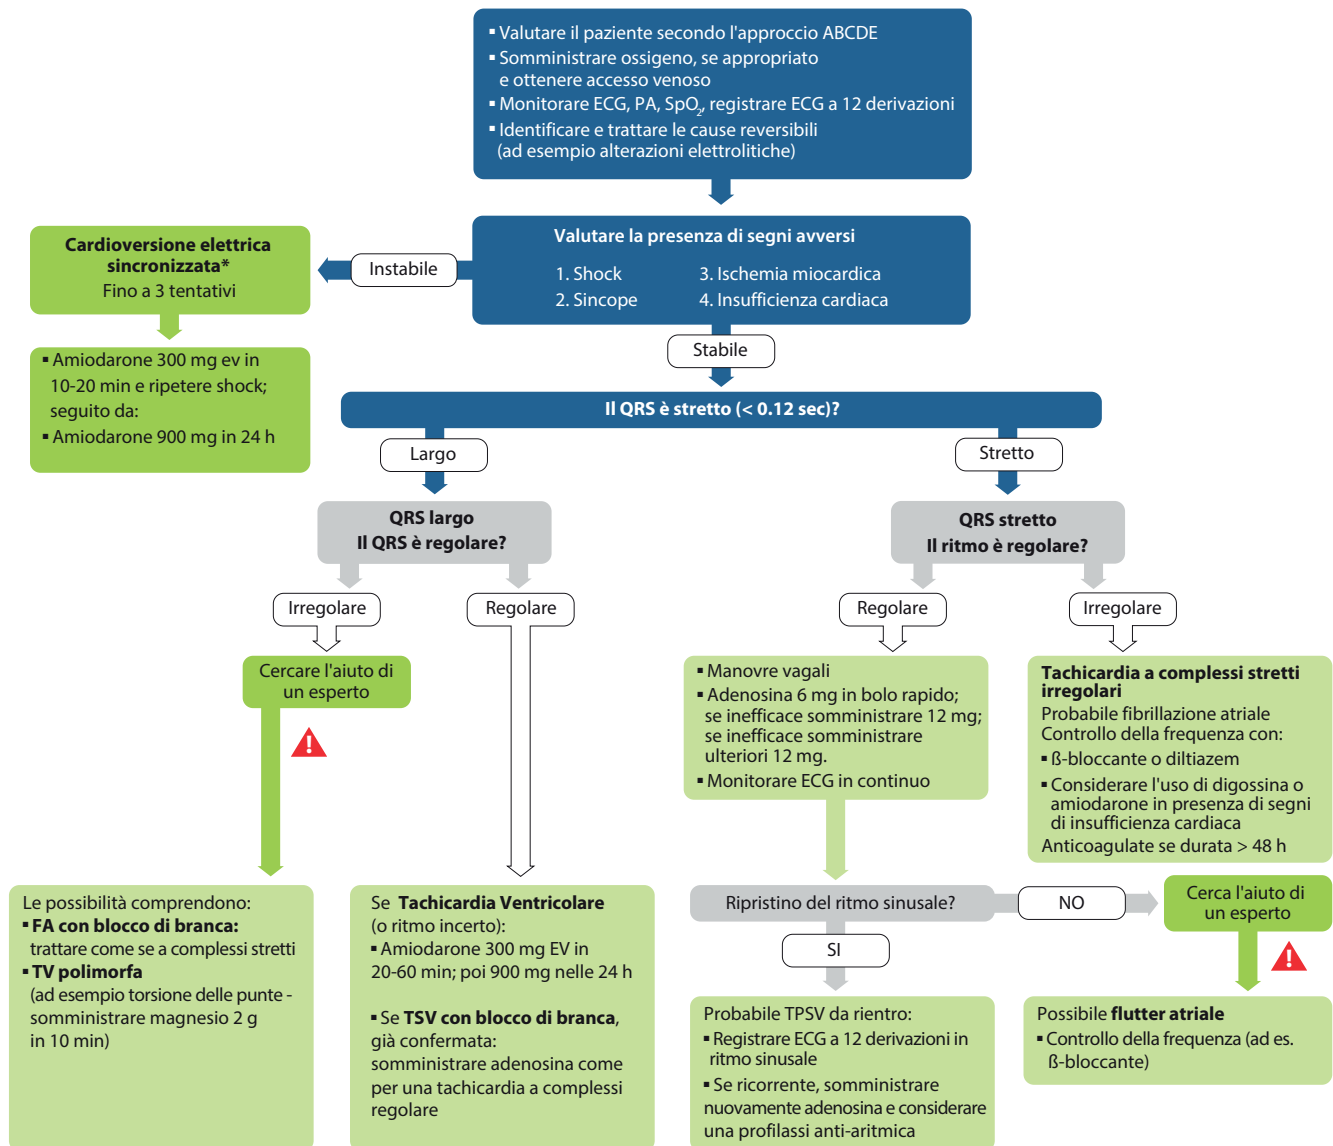 ▪ Valutare il paziente secondo l'approccio ABCDE
▪ Somministrare ossigeno, se appropriato
e ottenere accesso venoso
▪ Monitorare ECG, PA, SpO2, registrare ECG a 12 derivazioni
▪ Identificare e trattare le cause reversibili
(ad esempio alterazioni elettrolitiche)
Valutare la presenza di segni avversi
1. Shock
2. Sincope
3. Ischemia miocardica
4. Insufficienza cardiaca
Instabile
Cardioversione elettrica
sincronizzata*
Fino a 3 tentativi
▪ Amiodarone 300 mg ev in
10-20 min e ripetere shock;
seguito da:
▪ Amiodarone 900 mg in 24 h
Stabile
Il QRS è stretto (< 0.12 sec)?
Largo
Stretto
QRS largo
Il QRS è regolare?
QRS stretto
Il ritmo è regolare?
Irregolare
Regolare
Regolare
Irregolare
Cercare l'aiuto di
un esperto
!
Le possibilità comprendono:
▪ FA con blocco di branca:
trattare come se a complessi stretti
▪ TV polimorfa
(ad esempio torsione delle punte -
somministrare magnesio 2 g
in 10 min)
Se Tachicardia Ventricolare
(o ritmo incerto):
▪ Amiodarone 300 mg EV in
20-60 min; poi 900 mg nelle 24 h
▪ Se TSV con blocco di branca,
già confermata:
somministrare adenosina come
per una tachicardia a complessi
regolare
▪ Manovre vagali
▪ Adenosina 6 mg in bolo rapido;
se inefficace somministrare 12 mg;
se inefficace somministrare
ulteriori 12 mg.
▪ Monitorare ECG in continuo
Tachicardia a complessi stretti
irregolari
Probabile fibrillazione atriale
Controllo della frequenza con:
▪ ß-bloccante o diltiazem
▪ Considerare l'uso di digossina o
amiodarone in presenza di segni
di insufficienza cardiaca
Anticoagulate se durata > 48 h
Ripristino del ritmo sinusale?
NO
Cerca l'aiuto di
un esperto
SI
!
Probabile TPSV da rientro:
▪ Registrare ECG a 12 derivazioni in
ritmo sinusale
▪ Se ricorrente, somministrare
nuovamente adenosina e considerare
una profilassi anti-aritmica
Possibile flutter atriale
▪ Controllo della frequenza (ad es.
ß-bloccante)